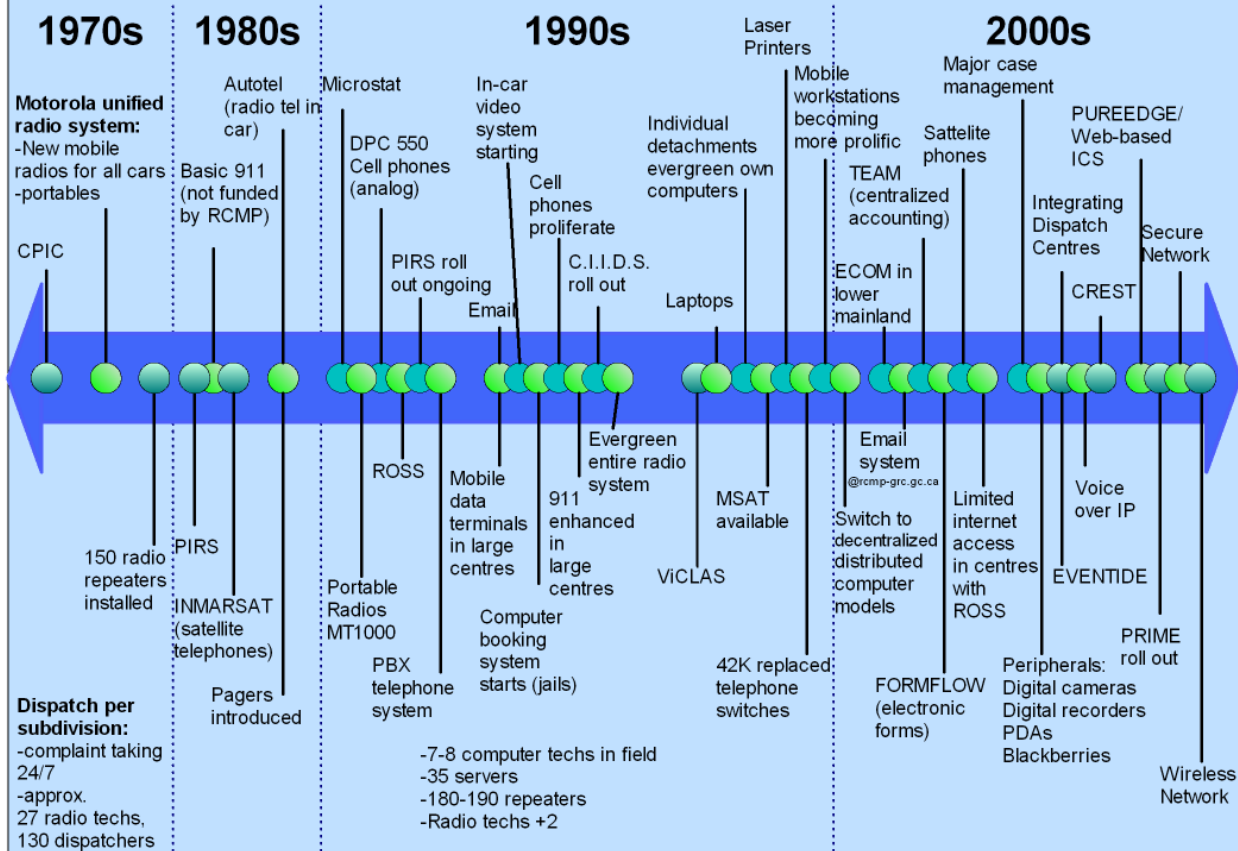 1970s
1980s
1990s
2000s
Motorola unified
radio system:
-New mobile
radios for all cars
-portables
CPIC
Autotel
(radio tel in
car)
Basic 911
(not funded
by RCMP)
Microstat
DPC 550
Cell phones
(analog)
PIRS roll
out ongoing
In-car
video
system
starting
Email
Cell
phones
proliferate
C.I.I.D.S.
roll out
Laser
Printers
Individual
detachments
evergreen own
computers
Laptops
Mobile
workstations
becoming
more prolific
TEAM
(centralized
accounting)
ECOM in
lower
mainland
Sattelite
phones
Major case
management
PUREEDGE/
Web-based
ICS
Integrating
Dispatch
Centres
CREST
Secure
Network
150 radio
repeaters
installed
PIRS
INMARSAT
(satellite
telephones)
Pagers
introduced
Portable
Radios
MT1000
ROSS
PBX
telephone
system
Mobile
data
terminals
in large
centres
Computer
booking
system
starts (jails)
911
enhanced
in
large
centres
Evergreen
entire radio
system
ViCLAS
MSAT
available
42K replaced
telephone
switches
Switch to
decentralized
distributed
computer
models
Email
system
@rcmp-grc.gc.ca
FORMFLOW
(electronic
forms)
Limited
internet
access
in centres
with
ROSS
Peripherals:
Digital cameras
Digital recorders
PDAs
Blackberries
EVENTIDE
Voice
over IP
PRIME
roll out
Wireless
Network
Dispatch per
subdivision:
-complaint taking
24/7
-approx.
27 radio techs,
130 dispatchers
-7-8 computer techs in field
-35 servers
-180-190 repeaters
-Radio techs +2